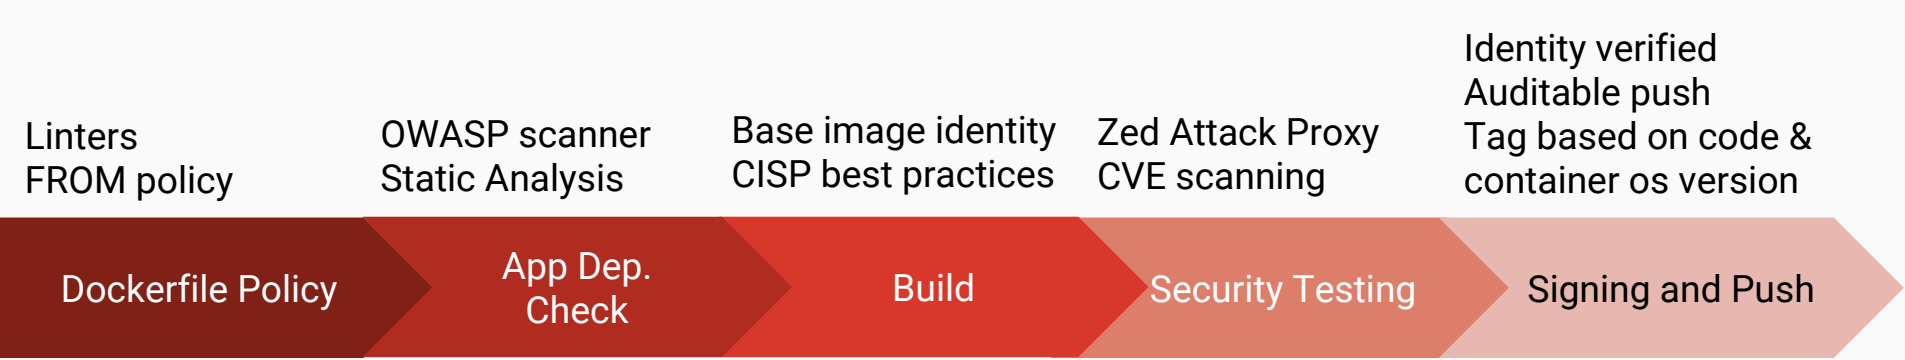 Linters
FROM policy
OWASP scanner
Static Analysis
Base image identity
CISP best practices
Zed Attack Proxy
CVE scanning
Identity verified
Auditable push
Tag based on code &
container os version
Dockerfile Policy
App Dep.
Check
Build
Security Testing
Signing and Push